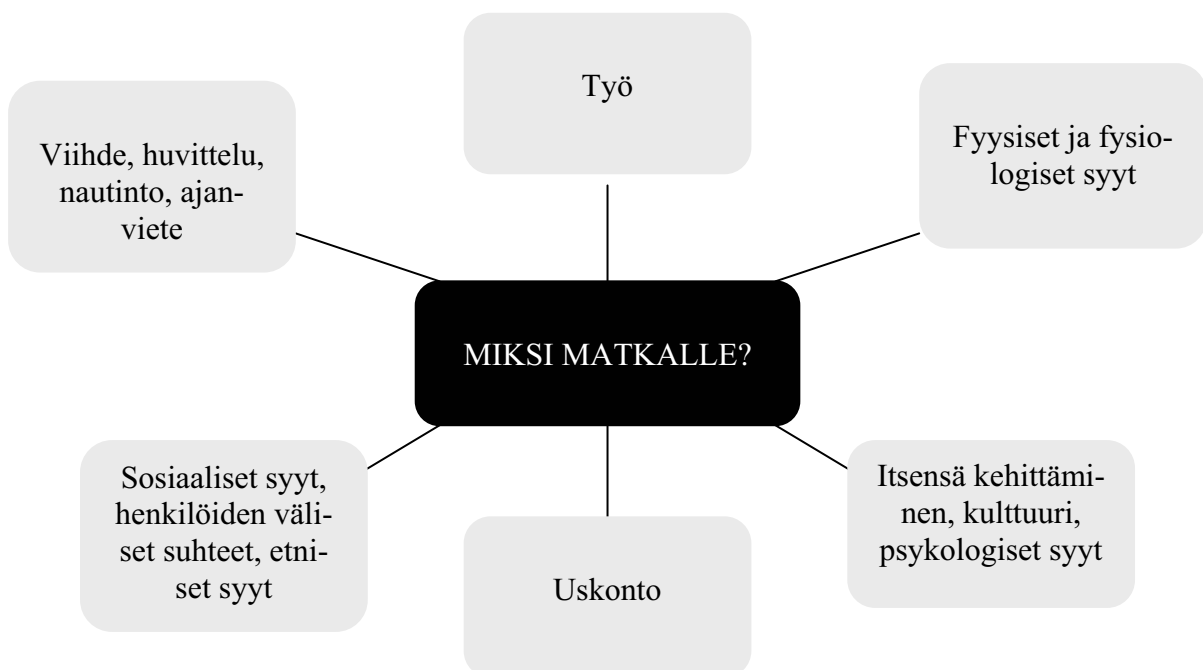 Työ
Viihde, huvittelu,
nautinto, ajan-
viete
Fyysiset ja fysio-
logiset syyt
MIKSI MATKALLE?
Sosiaaliset syyt,
henkilöiden väli-
set suhteet, etni-
set syyt
Uskonto
Itsensä kehittämi-
nen, kulttuuri,
psykologiset syyt